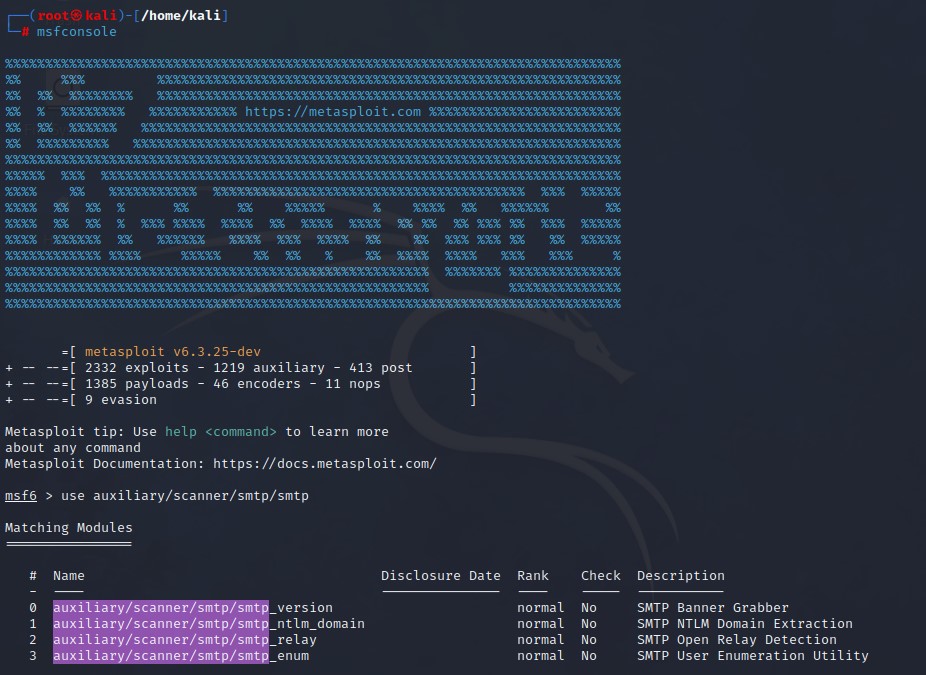 ┌──(root㉿kali)-[/home/kali]
└─# msfconsole
%%%%%%%%%%%%%%%%%%%%%%%%%%%%%%%%%%%%%%%%%%%%%%%%%%%%%%%%%%%%%%%%%%%%%%%%%%%%%%%
%%     %%%         %%%%%%%%%%%%%%%%%%%%%%%%%%%%%%%%%%%%%%%%%%%%%%%%%%%%%%%%%%
%%  %%  %%%%%%%%   %%%%%%%%%%%%%%%%%%%%%%%%%%%%%%%%%%%%%%%%%%%%%%%%%%%%%%%%%%
%%  %  %%%%%%%%   %%%%%%%%%%% https://metasploit.com %%%%%%%%%%%%%%%%%%%%%%%%
%%  %%  %%%%%%   %%%%%%%%%%%%%%%%%%%%%%%%%%%%%%%%%%%%%%%%%%%%%%%%%%%%%%%%%%%%
%%  %%%%%%%%%   %%%%%%%%%%%%%%%%%%%%%%%%%%%%%%%%%%%%%%%%%%%%%%%%%%%%%%%%%%%%%
%%%%%%%%%%%%%%%%%%%%%%%%%%%%%%%%%%%%%%%%%%%%%%%%%%%%%%%%%%%%%%%%%%%%%%%%%%%%%%%
%%%%%  %%%  %%%%%%%%%%%%%%%%%%%%%%%%%%%%%%%%%%%%%%%%%%%%%%%%%%%%%%%%%%%%%%%%%
%%%%    %%   %%%%%%%%%%%  %%%%%%%%%%%%%%%%%%%%%%%%%%%%%%%%%%%%%%%  %%%  %%%%%
%%%%  %%  %%  %      %%      %%    %%%%%      %    %%%%  %%   %%%%%%       %%
%%%%  %%  %%  %  %%% %%%%  %%%%  %%  %%%%  %%%%  %% %%  %% %%% %%  %%%  %%%%%
%%%%  %%%%%%  %%   %%%%%%   %%%%  %%%  %%%%  %%    %%  %%% %%% %%   %%  %%%%%
%%%%%%%%%%%% %%%%     %%%%%    %%  %%   %    %%  %%%%  %%%%   %%%   %%%     %
%%%%%%%%%%%%%%%%%%%%%%%%%%%%%%%%%%%%%%%%%%%%%%%%%%%%%  %%%%%%% %%%%%%%%%%%%%%
%%%%%%%%%%%%%%%%%%%%%%%%%%%%%%%%%%%%%%%%%%%%%%%%%%%%%          %%%%%%%%%%%%%%
%%%%%%%%%%%%%%%%%%%%%%%%%%%%%%%%%%%%%%%%%%%%%%%%%%%%%%%%%%%%%%%%%%%%%%%%%%%%%%%
=[ metasploit v6.3.25-dev ]
+ -- --=[ 2332 exploits - 1219 auxiliary - 413 post ]
+ -- --=[ 1385 payloads - 46 encoders - 11 nops ]
+ -- --=[ 9 evasion ]
Metasploit tip: Use help <command> to learn more
about any command
Metasploit Documentation: https://docs.metasploit.com/
msf6 > use auxiliary/scanner/smtp/smtp
Matching Modules
================
# Name Disclosure Date Rank Check Description
- ---- --------------- ---- ----- -----------
0 auxiliary/scanner/smtp/smtp_version normal No SMTP Banner Grabber
1 auxiliary/scanner/smtp/smtp_ntlm_domain normal No SMTP NTLM Domain Extraction
2 auxiliary/scanner/smtp/smtp_relay normal No SMTP Open Relay Detection
3 auxiliary/scanner/smtp/smtp_enum normal No SMTP User Enumeration Utility